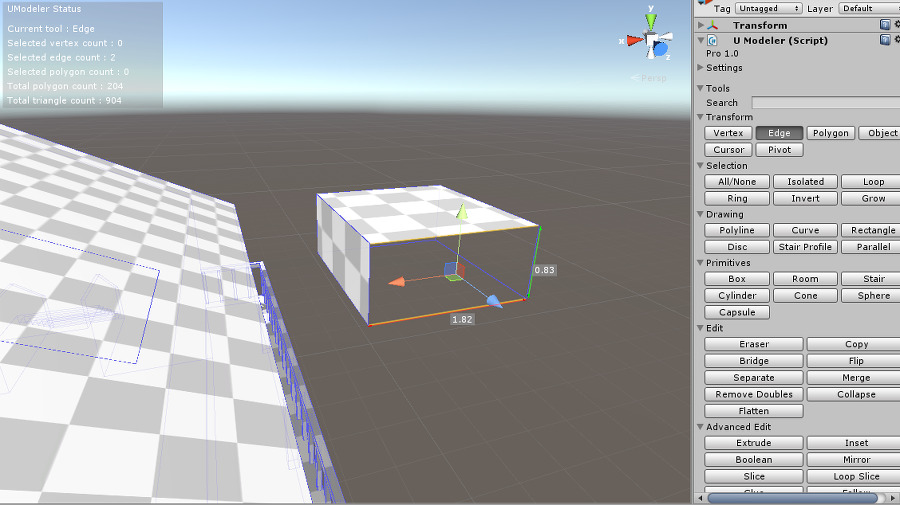 UModeler Status
Current tool : Edge
Selected vertex count : 0
Selected edge count : 2
Selected polygon count : 0
Total polygon count : 204
Total triangle count : 904
y
x
z
Persp
0.83
1.82
Tag Untagged Layer Default
Transform
U Modeler (Script)
Pro 1.0
Settings
Tools
Search
Transform
Vertex Edge Polygon Object
Cursor Pivot
Selection
All/None Isolated Loop
Ring Invert Grow
Drawing
Polyline Curve Rectangle
Disc Stair Profile Parallel
Primitives
Box Room Stair
Cylinder Cone Sphere
Capsule
Edit
Eraser Copy
Bridge Flip
Separate Merge
Remove Doubles Collapse
Flatten
Advanced Edit
Extrude Inset
Boolean Mirror
Slice Loop Slice